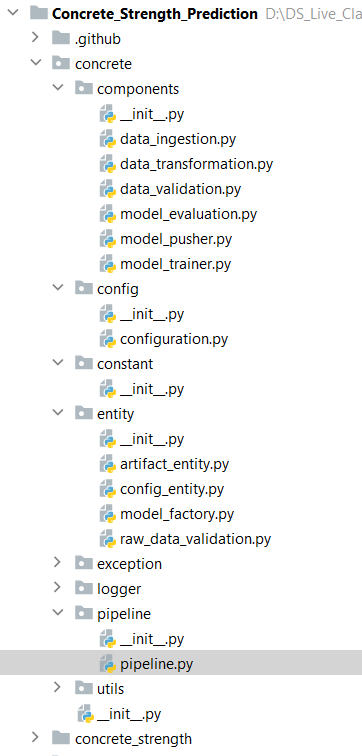 Concrete_Strength_Prediction D:\DS_Live_Cla
.github
concrete
components
__init__.py
data_ingestion.py
data_transformation.py
data_validation.py
model_evaluation.py
model_pusher.py
model_trainer.py
config
__init__.py
configuration.py
constant
__init__.py
entity
__init__.py
artifact_entity.py
config_entity.py
model_factory.py
raw_data_validation.py
exception
logger
pipeline
__init__.py
pipeline.py
utils
__init__.py
concrete_strength